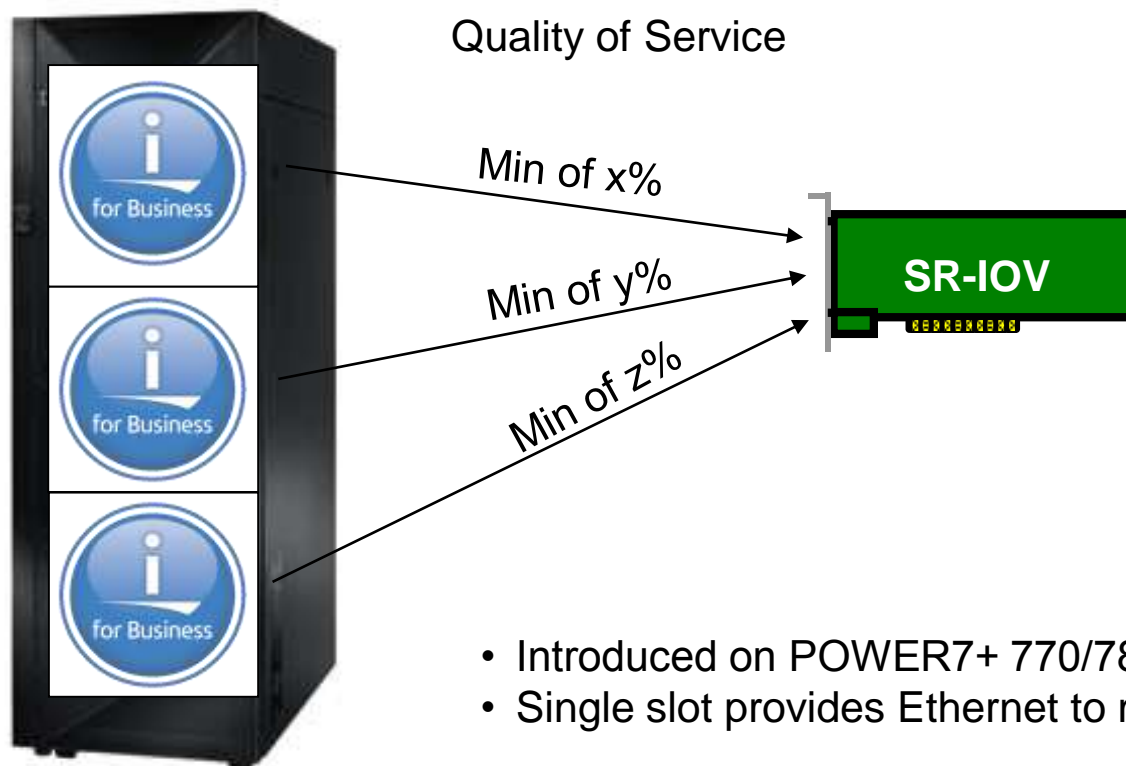 Quality of Service
i
for Business
Min of x%
SR-IOV
Min of y%
i
for Business
Min of z%
i
for Business
• Introduced on POWER7+ 770/78
• Single slot provides Ethernet to